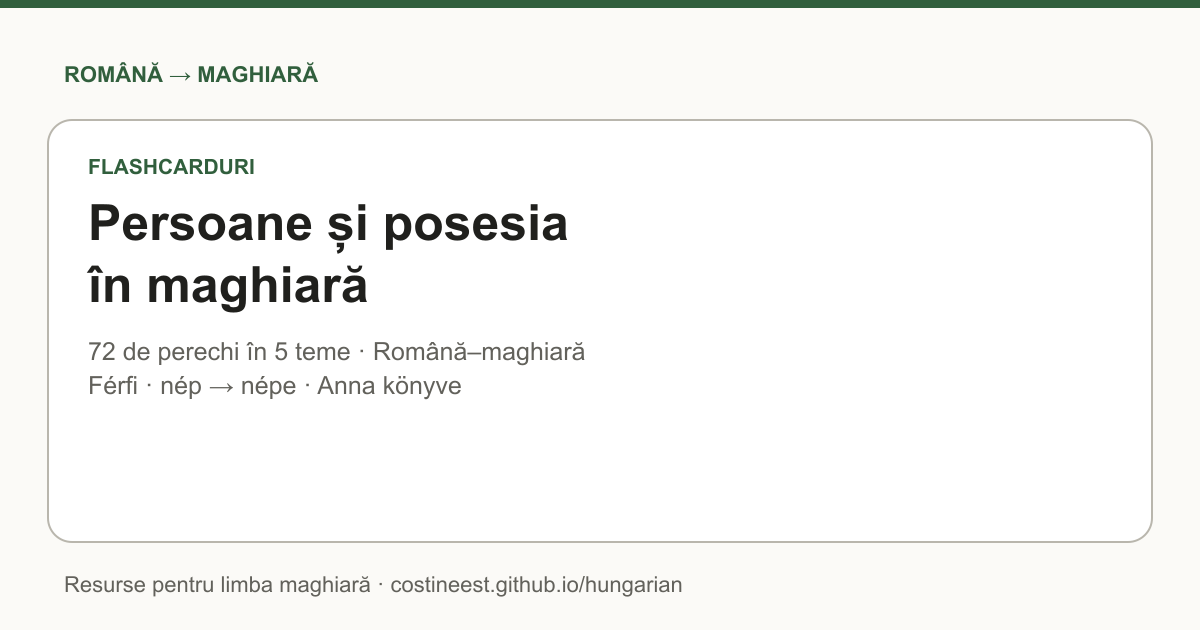 ROMÂNĂ → MAGHIARĂ
FLASHCARDURI
Persoane și posesia
în maghiară
72 de perechi în 5 teme · Română–maghiară
Férfi · nép → népe · Anna könyve
Resurse pentru limba maghiară · costineest.github.io/hungarian